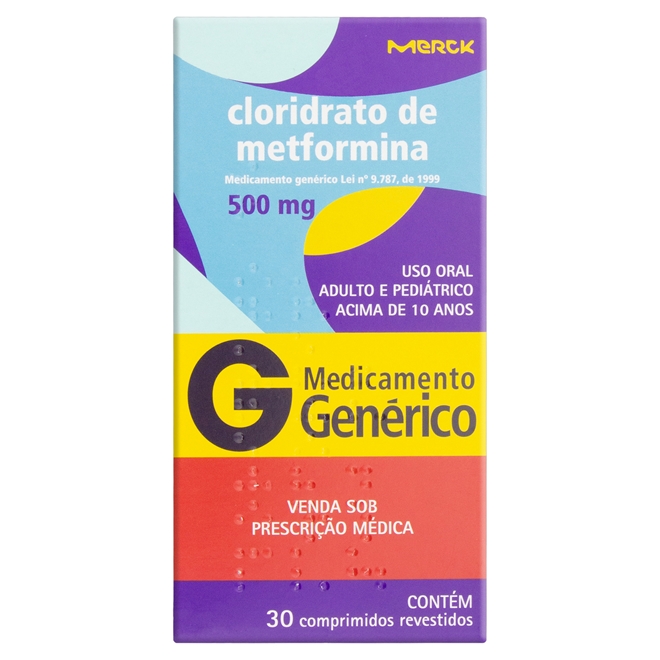 MERCK
cloridrato de
metformina
Medicamento genérico Lei nº 9.787, de 1999
500 mg
USO ORAL
ADULTO E PEDIÁTRICO
ACIMA DE 10 ANOS
G Medicamento
Genérico
VENDA SOB
PRESCRIÇÃO MÉDICA
CONTÉM
30 comprimidos revestidos